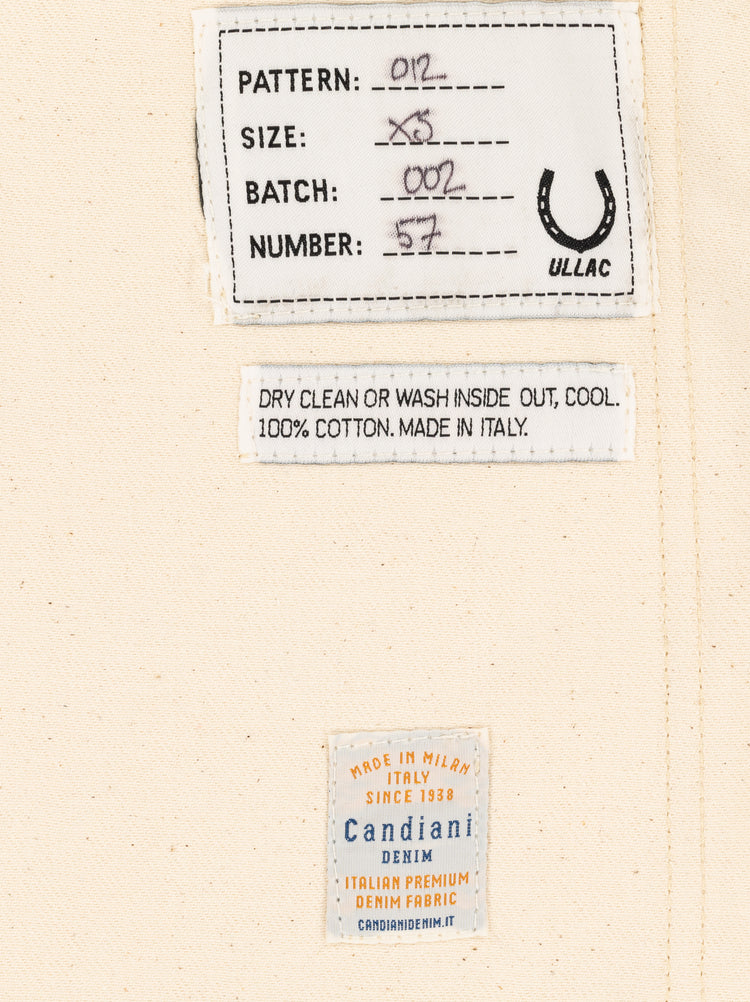 PATTERN: 012
SIZE: XS
BATCH: 002
NUMBER: 57
ULLAC
DRY CLEAN OR WASH INSIDE OUT, COOL.
100% COTTON. MADE IN ITALY.
MADE IN MILAN
ITALY
SINCE 1938
Candiani
DENIM
ITALIAN PREMIUM
DENIM FABRIC
CANDIANIDENIM.IT